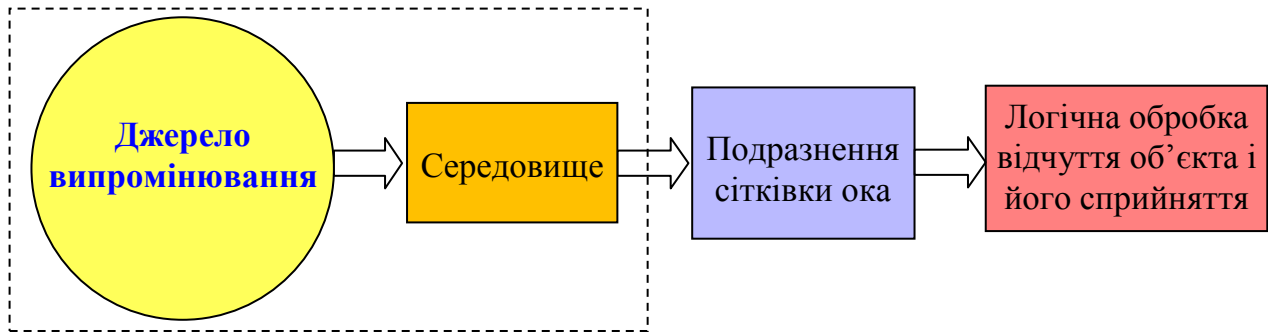 Джерело
випромінювання
Середовище
Подразнення
сітківки ока
Логічна обробка
відчуття об’єкта і
його сприйняття